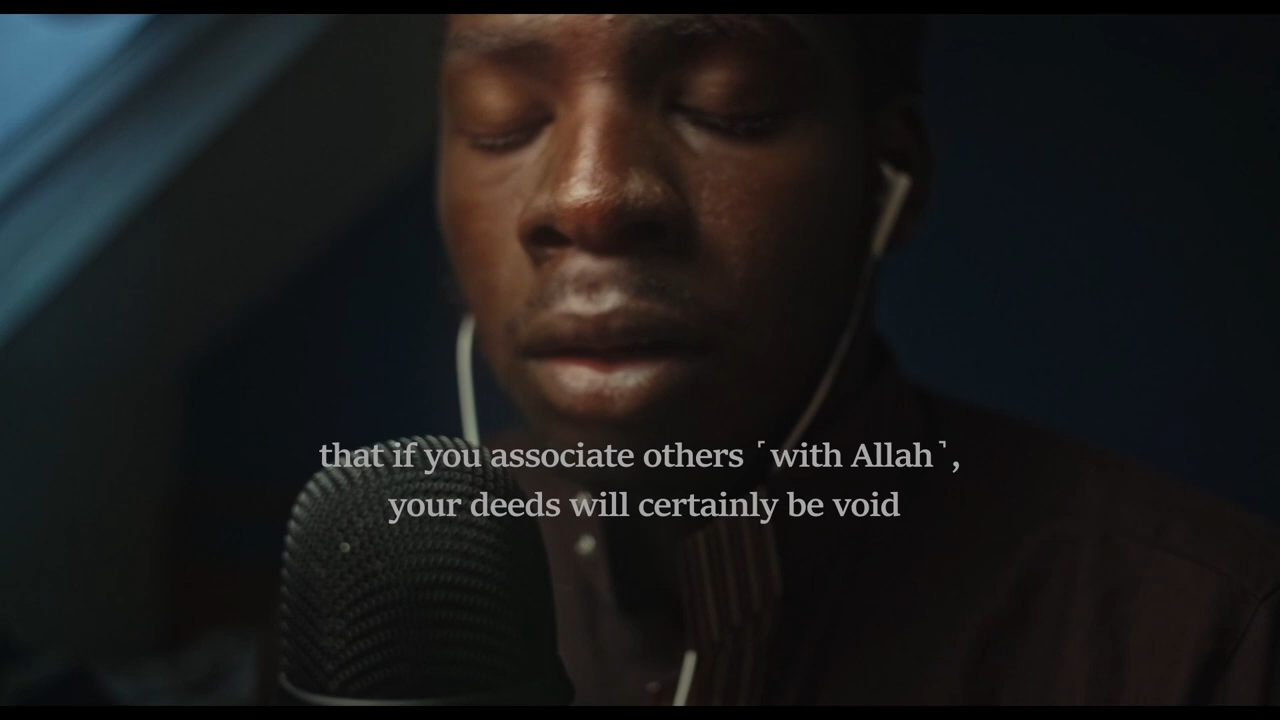 that if you associate others ˹with Allah˺,
your deeds will certainly be void